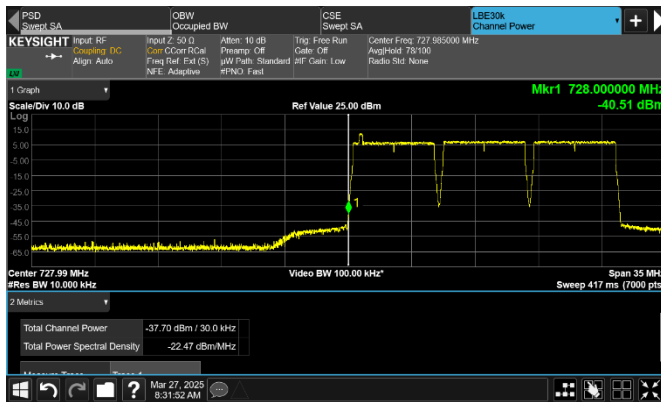 PSD
Swept SA
OBW
Occupied BW
CSE
Swept SA
LBE30k
Channel Power
KEYSIGHT
Input: RF
Coupling: DC
Align: Auto
Input Z: 50 Ω
Corr CCorr RCal
Freq Ref: Ext (S)
NFE: Adaptive
Atten: 10 dB
Preamp: Off
µW Path: Standard
#PNO: Fast
Trig: Free Run
Gate: Off
#IF Gain: Low
Center Freq: 727.985000 MHz
Avg|Hold: 78/100
Radio Std: None
1 Graph
Mkr1 728.000000 MHz
Scale/Div 10.0 dB
Ref Value 25.00 dBm
-40.51 dBm
Log
15.0
5.00
-5.00
-15.0
-25.0
-35.0
-45.0
-55.0
-65.0
1
Center 727.99 MHz
Video BW 100.00 kHz*
Span 35 MHz
#Res BW 10.000 kHz
Sweep 417 ms (7000 pts)
2 Metrics
Total Channel Power -37.70 dBm / 30.0 kHz
Total Power Spectral Density -22.47 dBm/MHz
Mar 27, 2025
8:31:52 AM